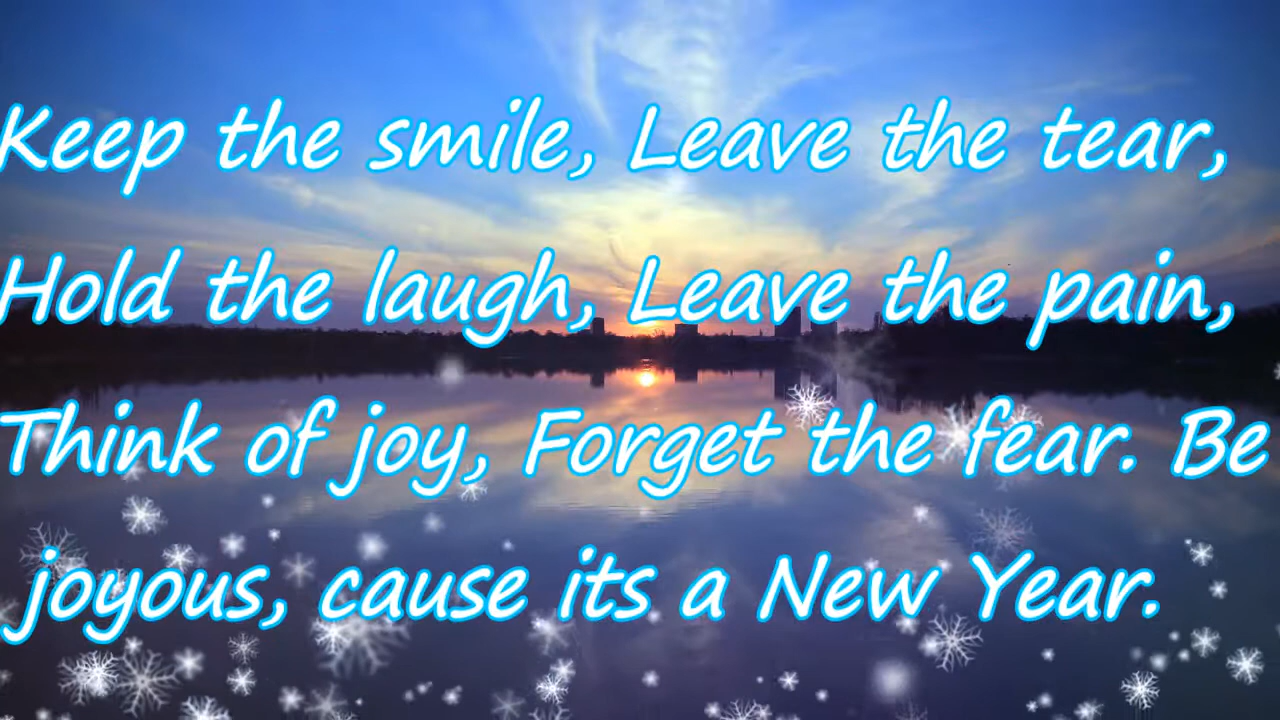 Keep the smile, Leave the tear,
Hold the laugh, Leave the pain,
Think of joy, Forget the fear. Be
joyous, cause its a New Year.